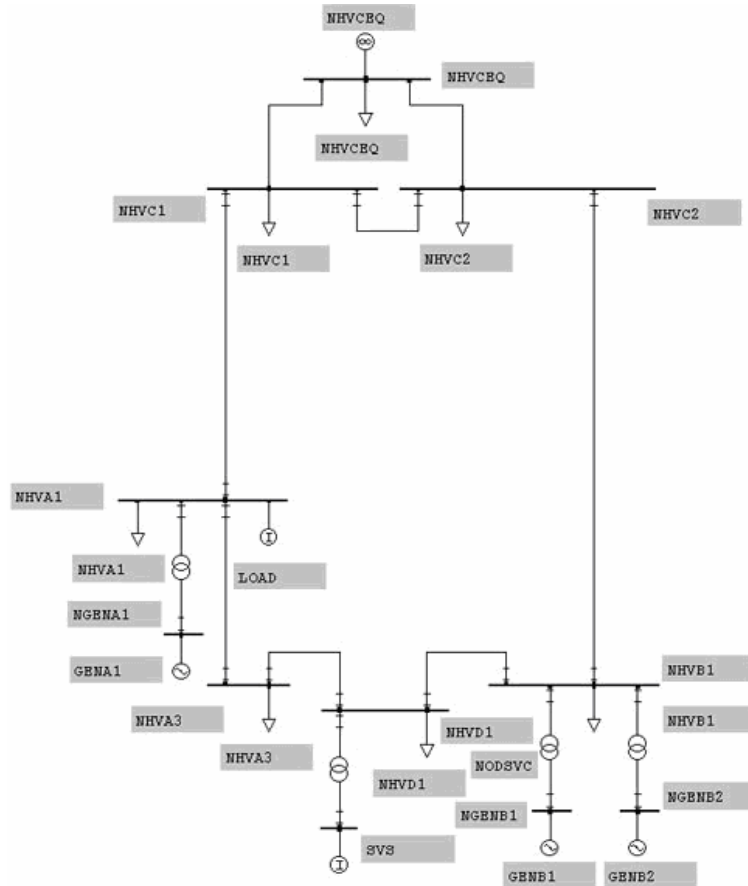 NHVCEQ
NHVCEQ
NHVCEQ
NHVC1
NHVC2
NHVC1
NHVC2
NHVA1
NHVA1
LOAD
NGENA1
GENA1
NHVB1
NHVA3
NHVB1
NHVD1
NHVA3
NODSVC
NHVD1
NGENB2
NGENB1
SVS
GENB1
GENB2